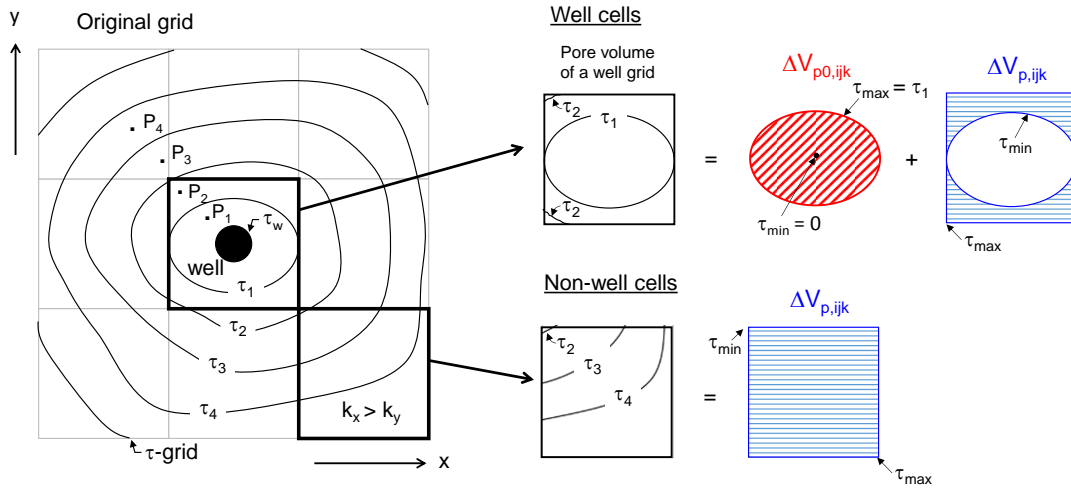 y
Original grid
P₄
P₃
P₂
P₁
τw
well
τ₁
τ₂
τ₃
τ₄
kₓ > kᵧ
τ-grid
x
Well cells
Pore volume
of a well grid
τ₂
τ₁
τ₂
=
ΔVp0,ijk
τmax = τ₁
τmin = 0
+
ΔVp,ijk
τmin
τmax
Non-well cells
τ₂
τ₃
τ₄
=
ΔVp,ijk
τmin
τmax